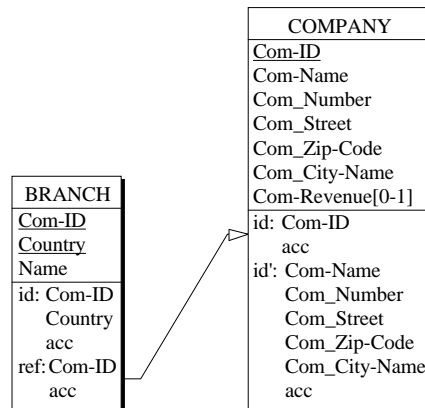 COMPANY
Com-ID
Com-Name
Com_Number
Com_Street
Com_Zip-Code
Com_City-Name
Com-Revenue[0-1]
id: Com-ID
acc
id': Com-Name
Com_Number
Com_Street
Com_Zip-Code
Com_City-Name
acc
BRANCH
Com-ID
Country
Name
id: Com-ID
Country
acc
ref: Com-ID
acc